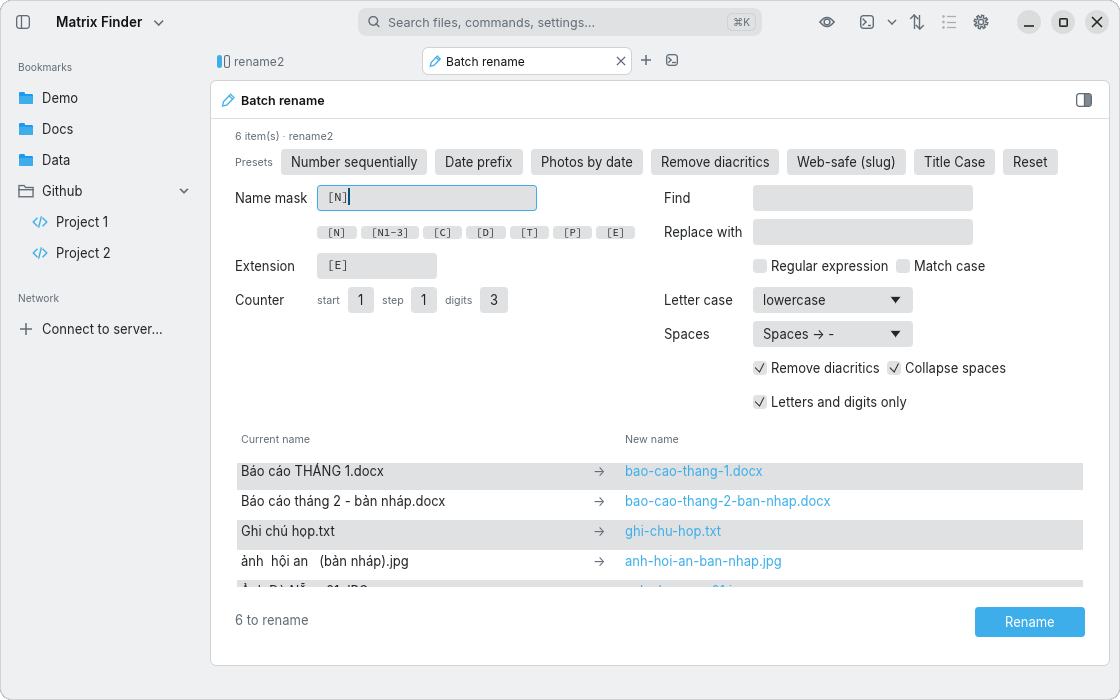 Matrix Finder
Search files, commands, settings...
⌘K
Bookmarks
Demo
Docs
Data
Github
Project 1
Project 2
Network
Connect to server...
rename2
Batch rename
Batch rename
6 item(s) · rename2
Presets
Number sequentially
Date prefix
Photos by date
Remove diacritics
Web-safe (slug)
Title Case
Reset
Name mask
[N]
[N] [N1-3] [C] [D] [T] [P] [E]
Extension
[E]
Counter
start 1 step 1 digits 3
Find
Replace with
Regular expression Match case
Letter case
lowercase
Spaces
Spaces → -
Remove diacritics Collapse spaces
Letters and digits only
Current name New name
Báo cáo THÁNG 1.docx → bao-cao-thang-1.docx
Báo cáo tháng 2 - bản nháp.docx → bao-cao-thang-2-ban-nhap.docx
Ghi chú họp.txt → ghi-chu-hop.txt
ảnh  hội an   (bản nháp).jpg → anh-hoi-an-ban-nhap.jpg
6 to rename
Rename